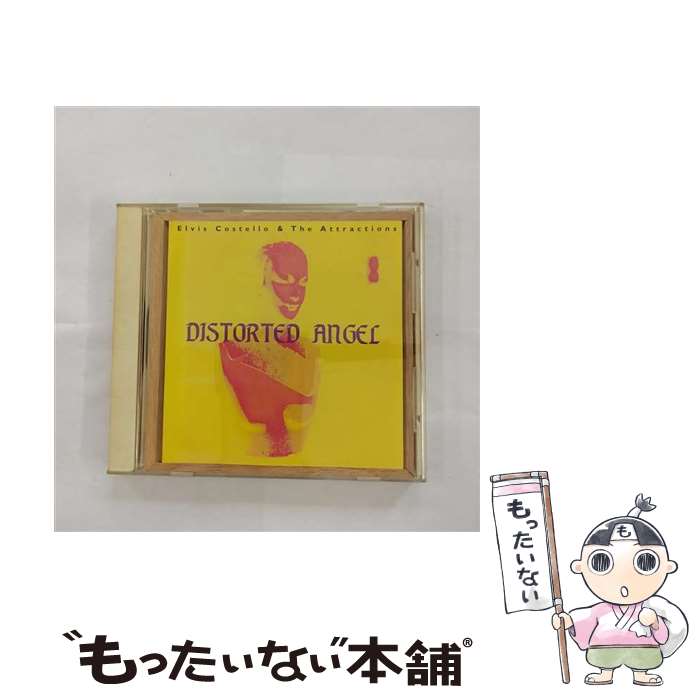 Elvis Costello & The Attractions
DISTORTED ANGEL
もったいない
も
"もったいない"本舗®